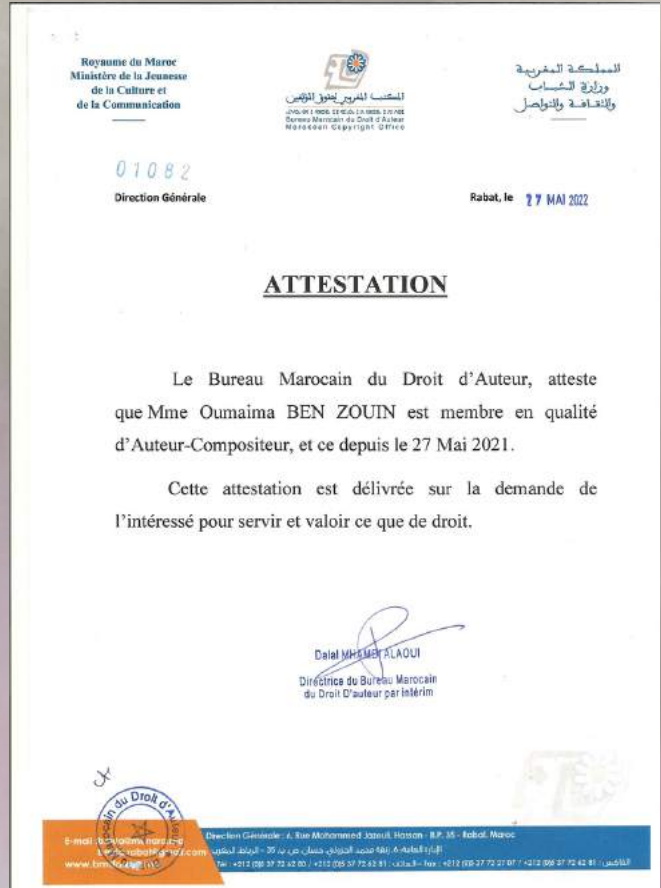 Royaume du Maroc
Ministère de la Jeunesse
de la Culture et
de la Communication
المكتب المغربي لحقوق المؤلفين
Bureau Marocain du Droit d'Auteur
Moroccan Copyright Office
المملكة المغربية
وزارة الشباب
والثقافة والتواصل
01082
Direction Générale
Rabat, le 27 MAI 2022
ATTESTATION
Le Bureau Marocain du Droit d'Auteur, atteste
que Mme Oumaima BEN ZOUIN est membre en qualité
d'Auteur-Compositeur, et ce depuis le 27 Mai 2021.
Cette attestation est délivrée sur la demande de
l'intéressé pour servir et valoir ce que de droit.
Dalal MHAMDI ALAOUI
Directrice du Bureau Marocain
du Droit D'auteur par intérim
du Droit d'Auteur
E-mail
Direction Générale : 6, Rue Mohammed Jazouli, Hassan - B.P. 35 - Rabat, Maroc